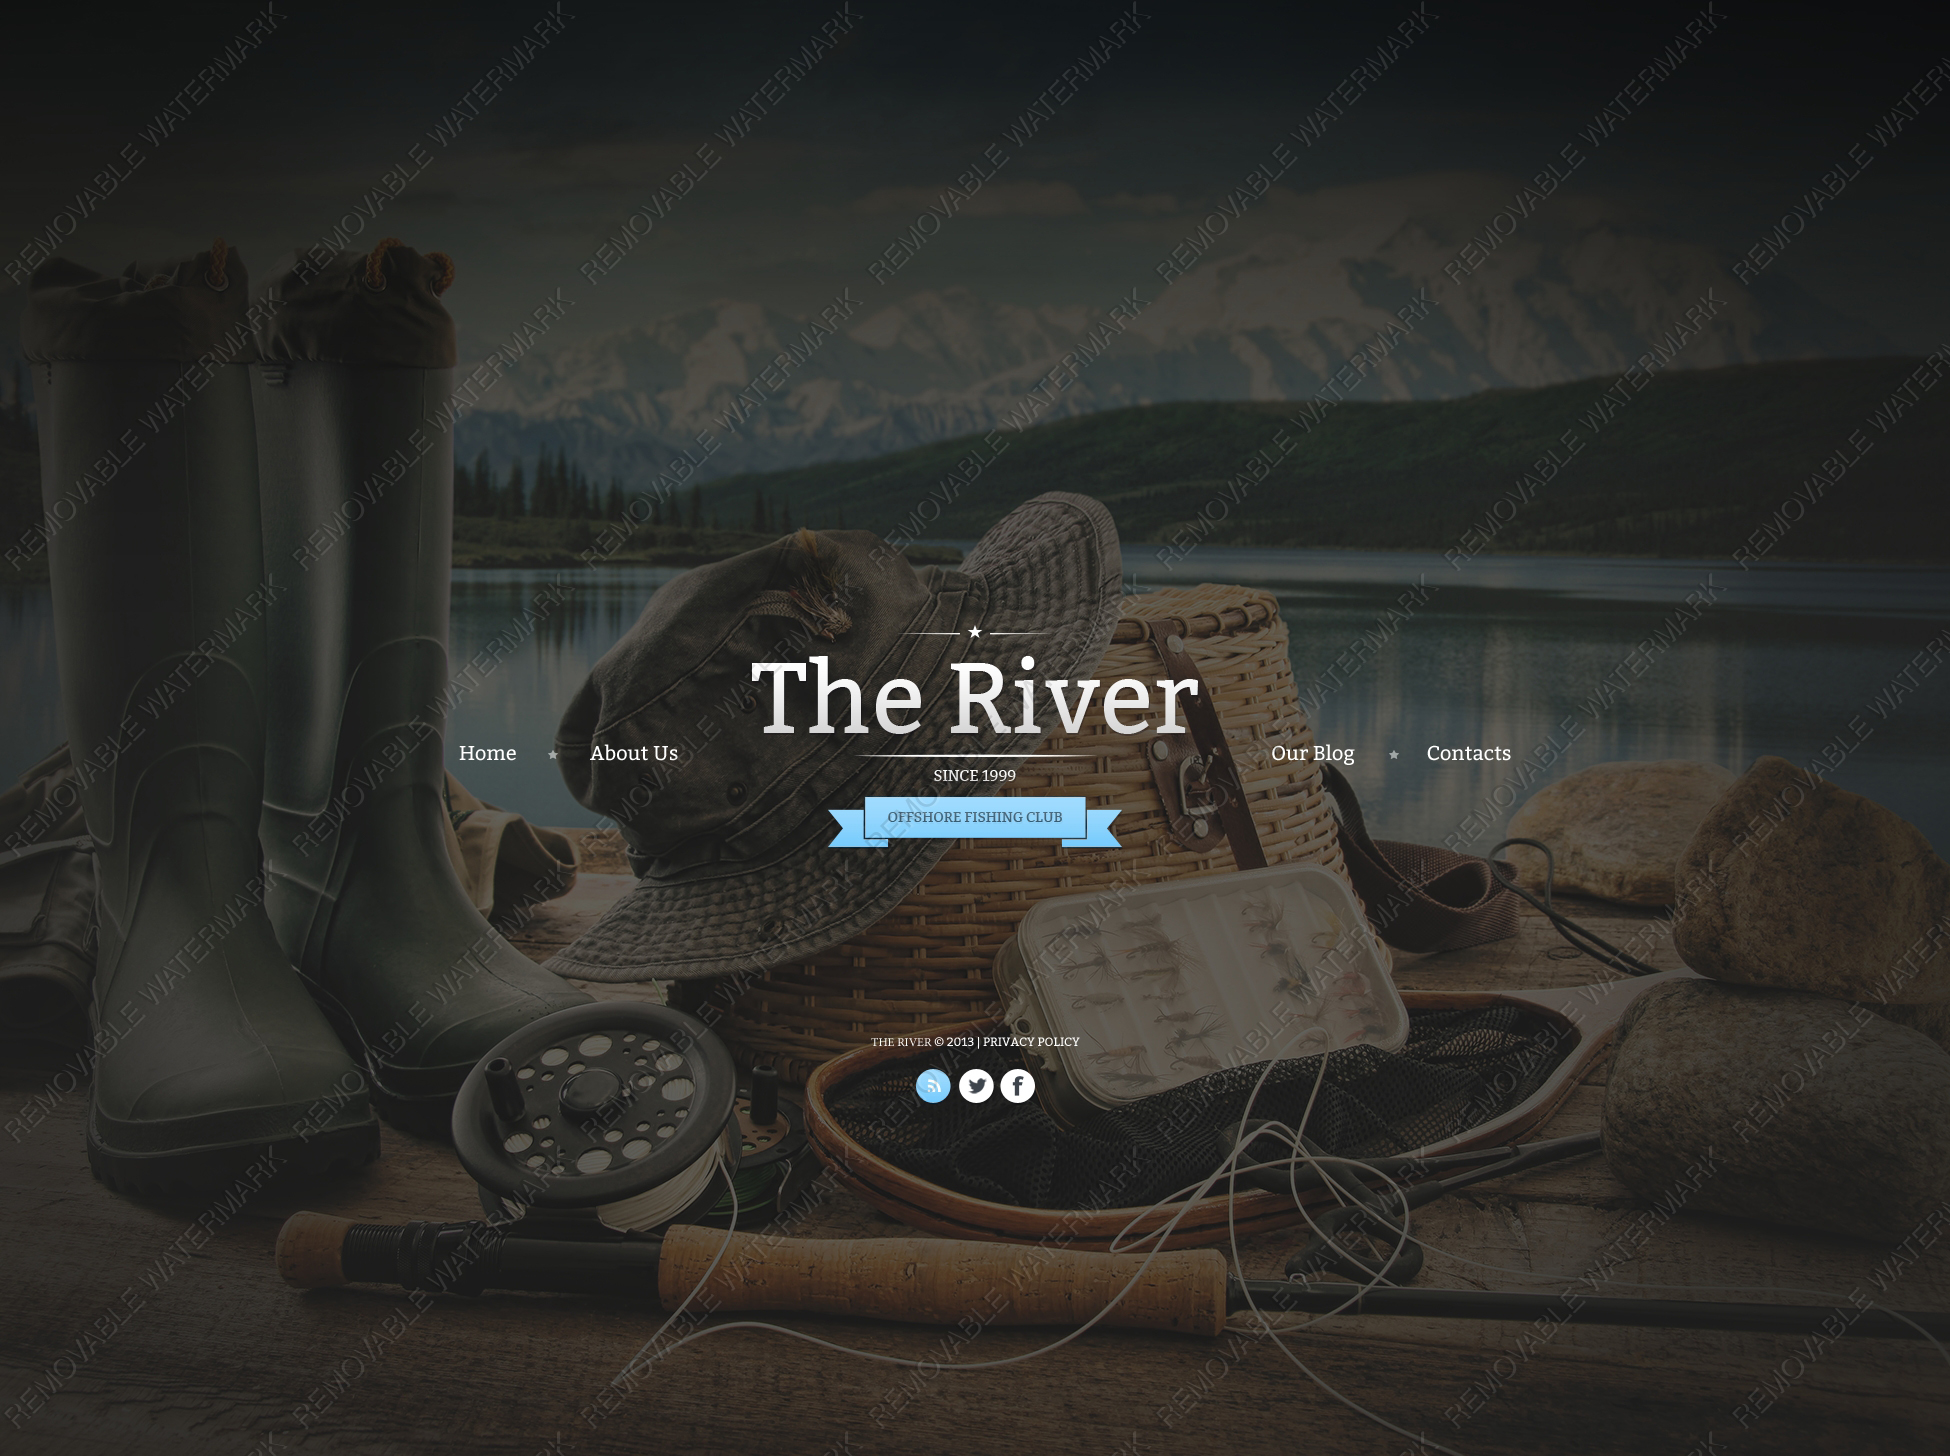 The River
Home
About Us
Our Blog
Contacts
SINCE 1999
OFFSHORE FISHING CLUB
THE RIVER © 2013 | PRIVACY POLICY
REMOVABLE WATERMARK